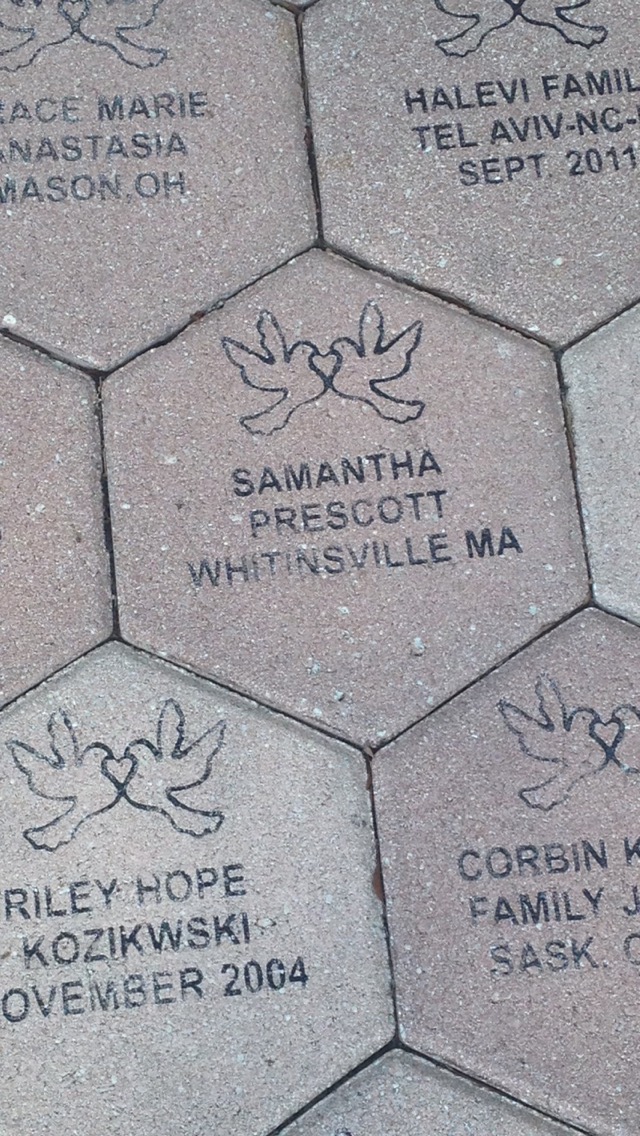 MARIE
MASON,OH
HALEVI
TEL AVIV-NC-
SEPT. 2011
SAMANTHA
PRESCOTT
WHITINSVILLE MA
RILEY HOPE
KOZIKWSKI
2004
CORBIN
FAMILY
SASK.